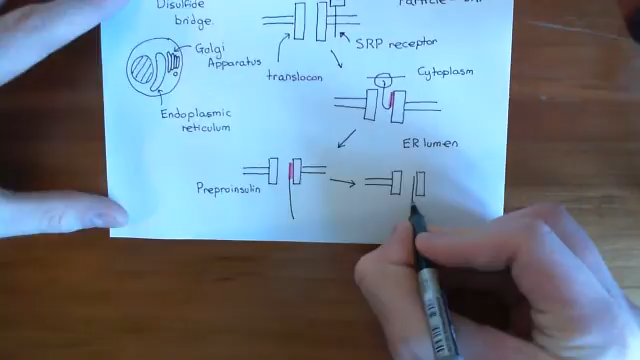 Disulfide
bridge.
Golgi
Apparatus
Endoplasmic
reticulum
translocon
SRP receptor
Cytoplasm
ER lumen
Preproinsulin